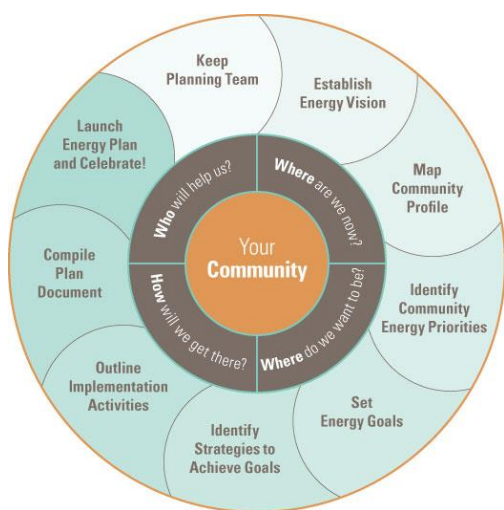 Keep
Planning Team
Establish
Energy Vision
Map
Community
Profile
Identify
Community
Energy Priorities
Set
Energy Goals
Identify
Strategies to
Achieve Goals
Outline
Implementation
Activities
Compile
Plan
Document
Launch
Energy Plan
and Celebrate!
Who will help us?
Where are we now?
Where do we want to be?
How will we get there?
Your
Community